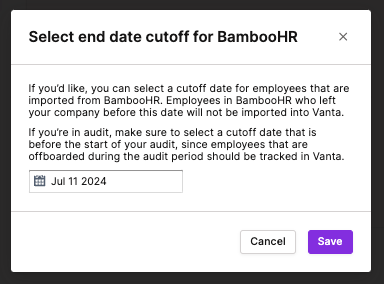 Select end date cutoff for BambooHR
If you'd like, you can select a cutoff date for employees that are
imported from BambooHR. Employees in BambooHR who left
your company before this date will not be imported into Vanta.
If you're in audit, make sure to select a cutoff date that is
before the start of your audit, since employees that are
offboarded during the audit period should be tracked in Vanta.
Jul 11 2024
Cancel
Save